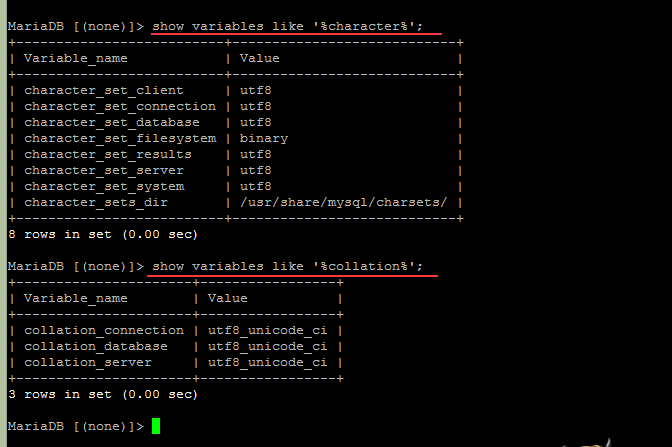 MariaDB [(none)]> show variables like '%character%';
+--------------------------+----------------------------+
| Variable_name            | Value                      |
+--------------------------+----------------------------+
| character_set_client     | utf8                       |
| character_set_connection | utf8                       |
| character_set_database   | utf8                       |
| character_set_filesystem | binary                     |
| character_set_results    | utf8                       |
| character_set_server     | utf8                       |
| character_set_system     | utf8                       |
| character_sets_dir       | /usr/share/mysql/charsets/ |
+--------------------------+----------------------------+
8 rows in set (0.00 sec)
MariaDB [(none)]> show variables like '%collation%';
+----------------------+-----------------+
| Variable_name        | Value           |
+----------------------+-----------------+
| collation_connection | utf8_unicode_ci |
| collation_database   | utf8_unicode_ci |
| collation_server     | utf8_unicode_ci |
+----------------------+-----------------+
3 rows in set (0.00 sec)
MariaDB [(none)]>